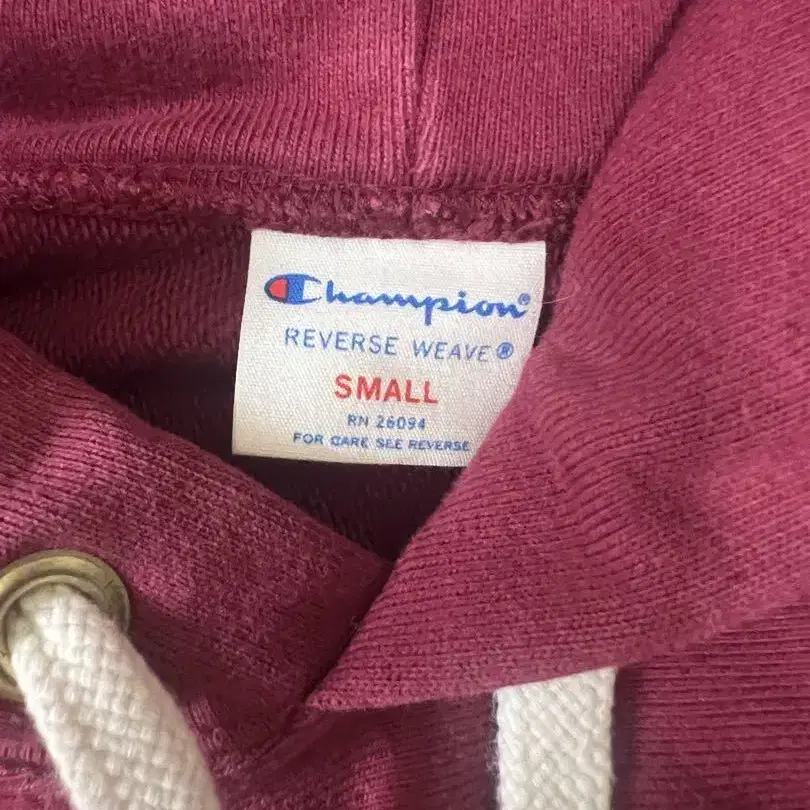 Champion®
REVERSE WEAVE®
SMALL
RN 26094
FOR CARE SEE REVERSE